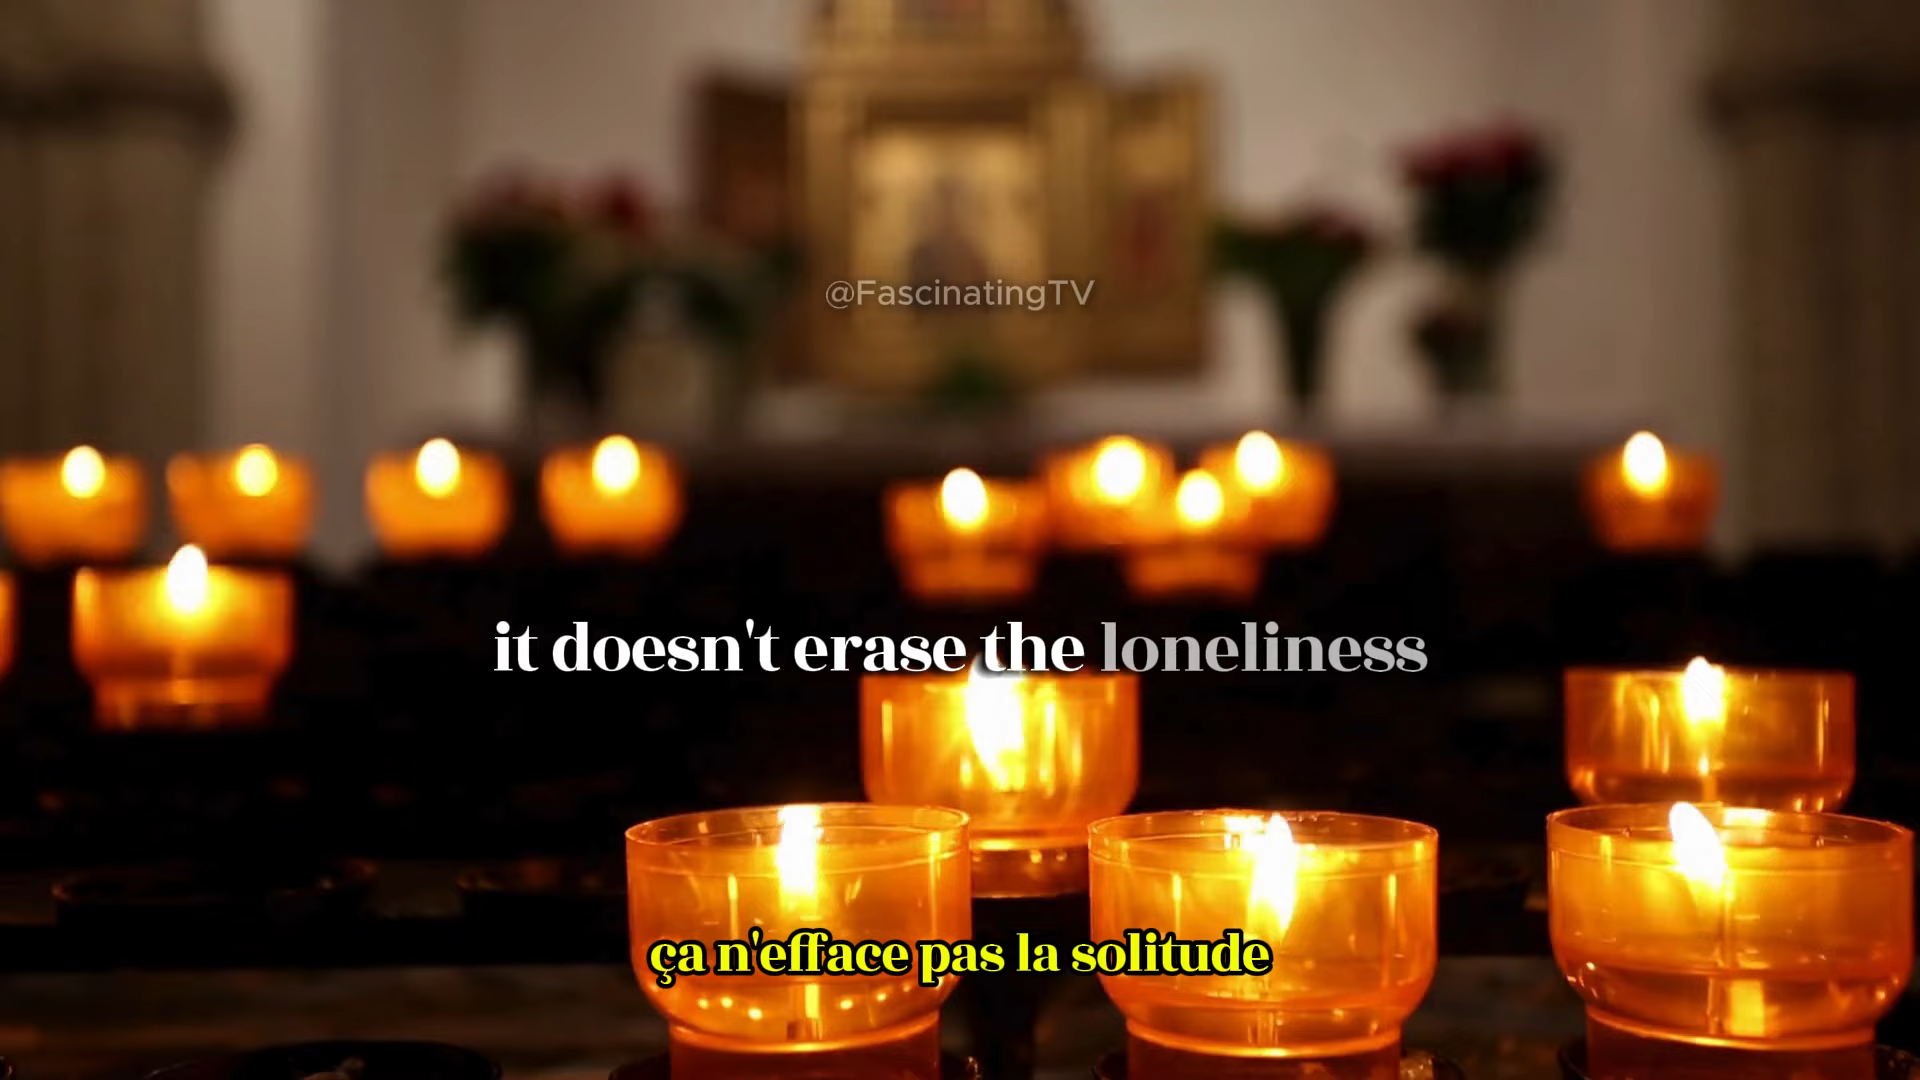 @FascinatingTV
it doesn't erase the loneliness
ça n'efface pas la solitude